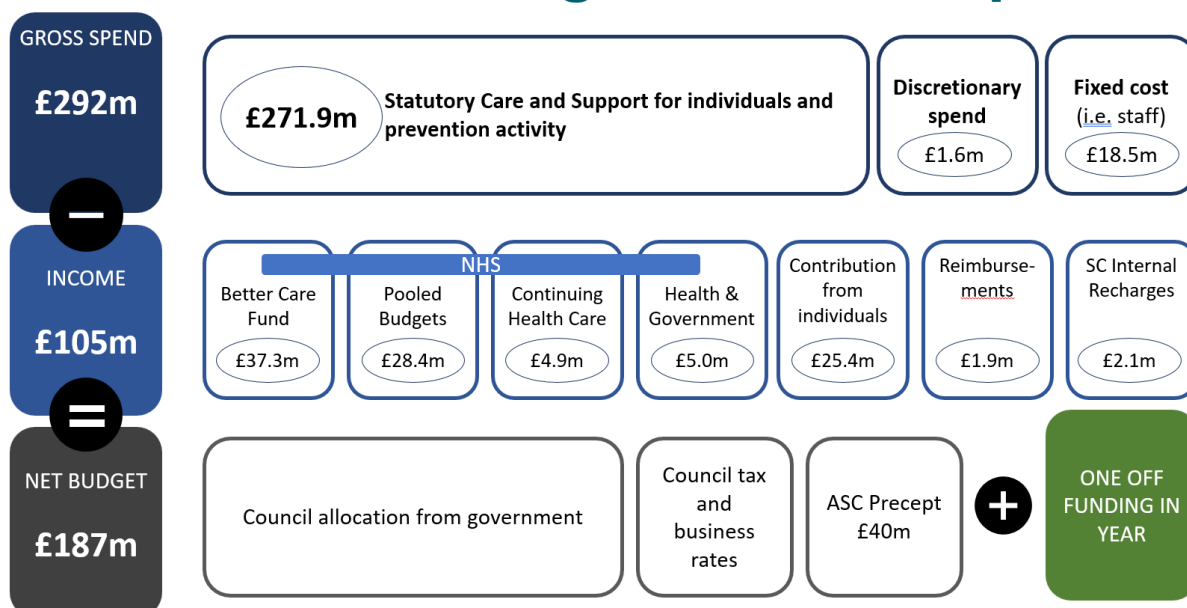 GROSS SPEND
£292m
£271.9m
Statutory Care and Support for individuals and
prevention activity
Discretionary
spend
£1.6m
Fixed cost
(i.e. staff)
£18.5m
INCOME
£105m
NHS
Better Care
Fund
£37.3m
Pooled
Budgets
£28.4m
Continuing
Health Care
£4.9m
Health &
Government
£5.0m
Contribution
from
individuals
£25.4m
Reimburse-
ments
£1.9m
SC Internal
Recharges
£2.1m
NET BUDGET
£187m
Council allocation from government
Council tax
and
business
rates
ASC Precept
£40m
ONE OFF
FUNDING IN
YEAR